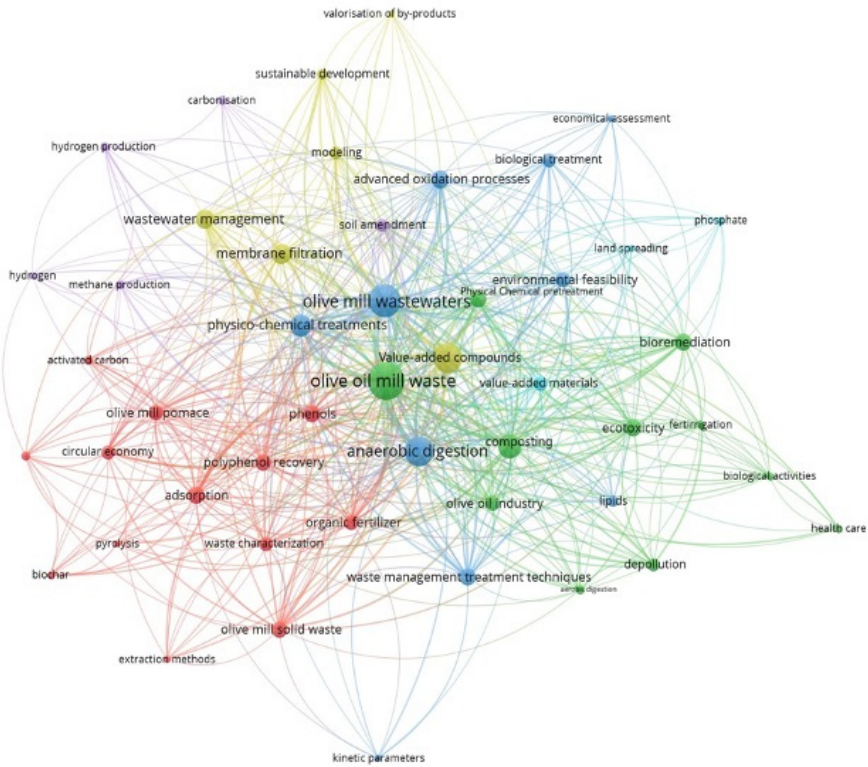 valorisation of by-products
sustainable development
carbonisation
economical assessment
hydrogen production
modeling
biological treatment
advanced oxidation processes
wastewater management
soil amendment
phosphate
membrane filtration
land spreading
hydrogen
methane production
environmental feasibility
Physical Chemical pretreatment
olive mill wastewaters
physico-chemical treatments
bioremediation
activated carbon
Value-added compounds
olive oil mill waste
value-added materials
olive mill pomace
phenols
ecotoxicity
fertirrigation
composting
circular economy
anaerobic digestion
polyphenol recovery
biological activities
adsorption
olive oil industry
lipids
organic fertilizer
health care
pyrolysis
waste characterization
depollution
biochar
waste management treatment techniques
aerobic digestion
olive mill solid waste
extraction methods
kinetic parameters